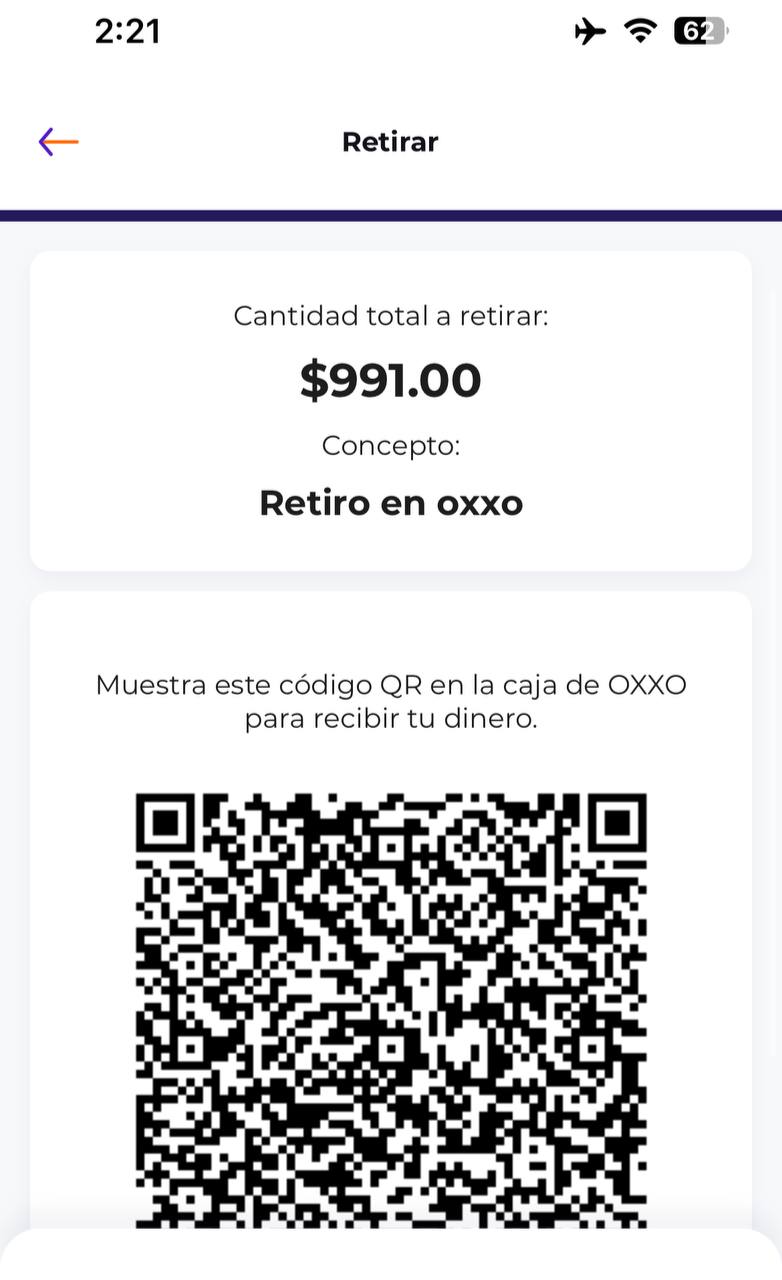 2:21
62
Retirar
Cantidad total a retirar:
$991.00
Concepto:
Retiro en oxxo
Muestra este código QR en la caja de OXXO
para recibir tu dinero.